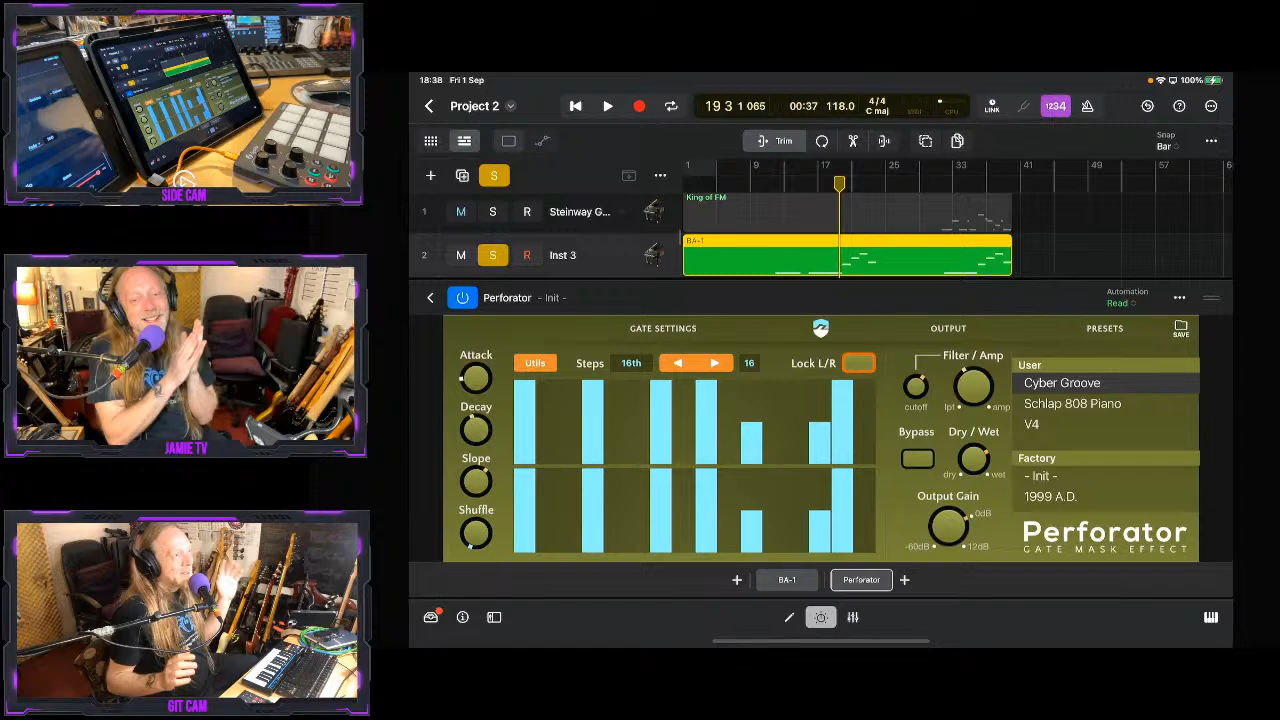 SIDE CAM
JAMIE TV
GIT CAM
18:38 Fri 1 Sep
100%
Project 2
19 3 1 065
00:37
118.0
4/4
C maj
MIDI
CPU
LINK
1234
Trim
Snap
Bar
1 9 17 25 33 41 49 57 6
S
King of FM
1 M S R Steinway G...
BA-1
2 M S R Inst 3
Perforator - Init -
Automation
Read
GATE SETTINGS
OUTPUT
PRESETS
SAVE
Attack
Utils
Steps
16th
16
Lock L/R
Filter / Amp
cutoff
lpf
amp
Decay
Slope
Shuffle
Bypass
Dry / Wet
dry
wet
Output Gain
0dB
-60dB
12dB
User
Cyber Groove
Schlap 808 Piano
V4
Factory
- Init -
1999 A.D.
Perforator
GATE MASK EFFECT
BA-1
Perforator